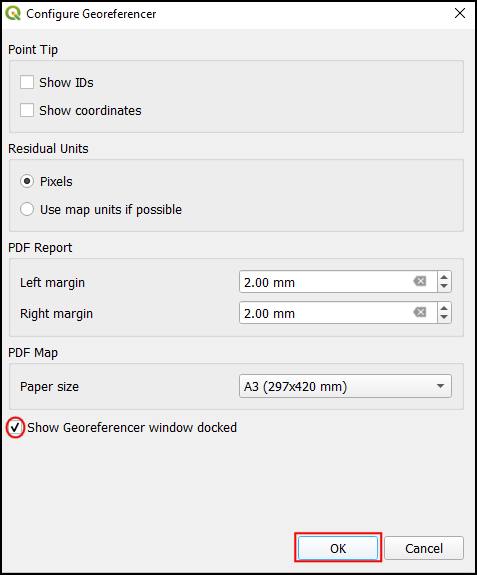 Configure Georeferencer
Point Tip
Show IDs
Show coordinates
Residual Units
Pixels
Use map units if possible
PDF Report
Left margin 2.00 mm
Right margin 2.00 mm
PDF Map
Paper size A3 (297x420 mm)
Show Georeferencer window docked
OK Cancel